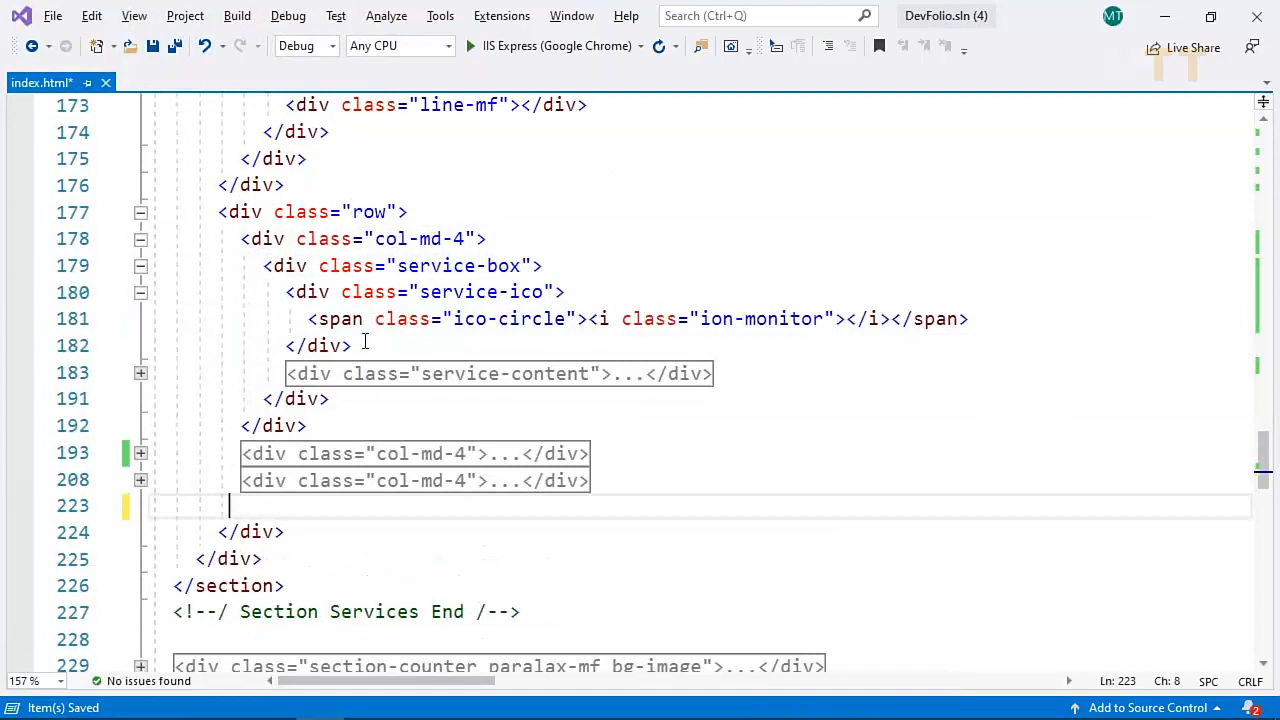 File Edit View Project Build Debug Test Analyze Tools Extensions Window Help Search (Ctrl+Q) DevFolio.sln (4) MT
Debug Any CPU IIS Express (Google Chrome) Live Share
index.html*
TT
173 <div class="line-mf"></div>
174 </div>
175 </div>
176 </div>
177 <div class="row">
178 <div class="col-md-4">
179 <div class="service-box">
180 <div class="service-ico">
181 <span class="ico-circle"><i class="ion-monitor"></i></span>
182 </div>
183 <div class="service-content">...</div>
191 </div>
192 </div>
193 <div class="col-md-4">...</div>
208 <div class="col-md-4">...</div>
223
224 </div>
225 </div>
226 </section>
227 <!--/ Section Services End /-->
228
229 <div class="section-counter paralax-mf bg-image">...</div>
157 % No issues found Ln: 223 Ch: 8 SPC CRLF
Item(s) Saved Add to Source Control 2